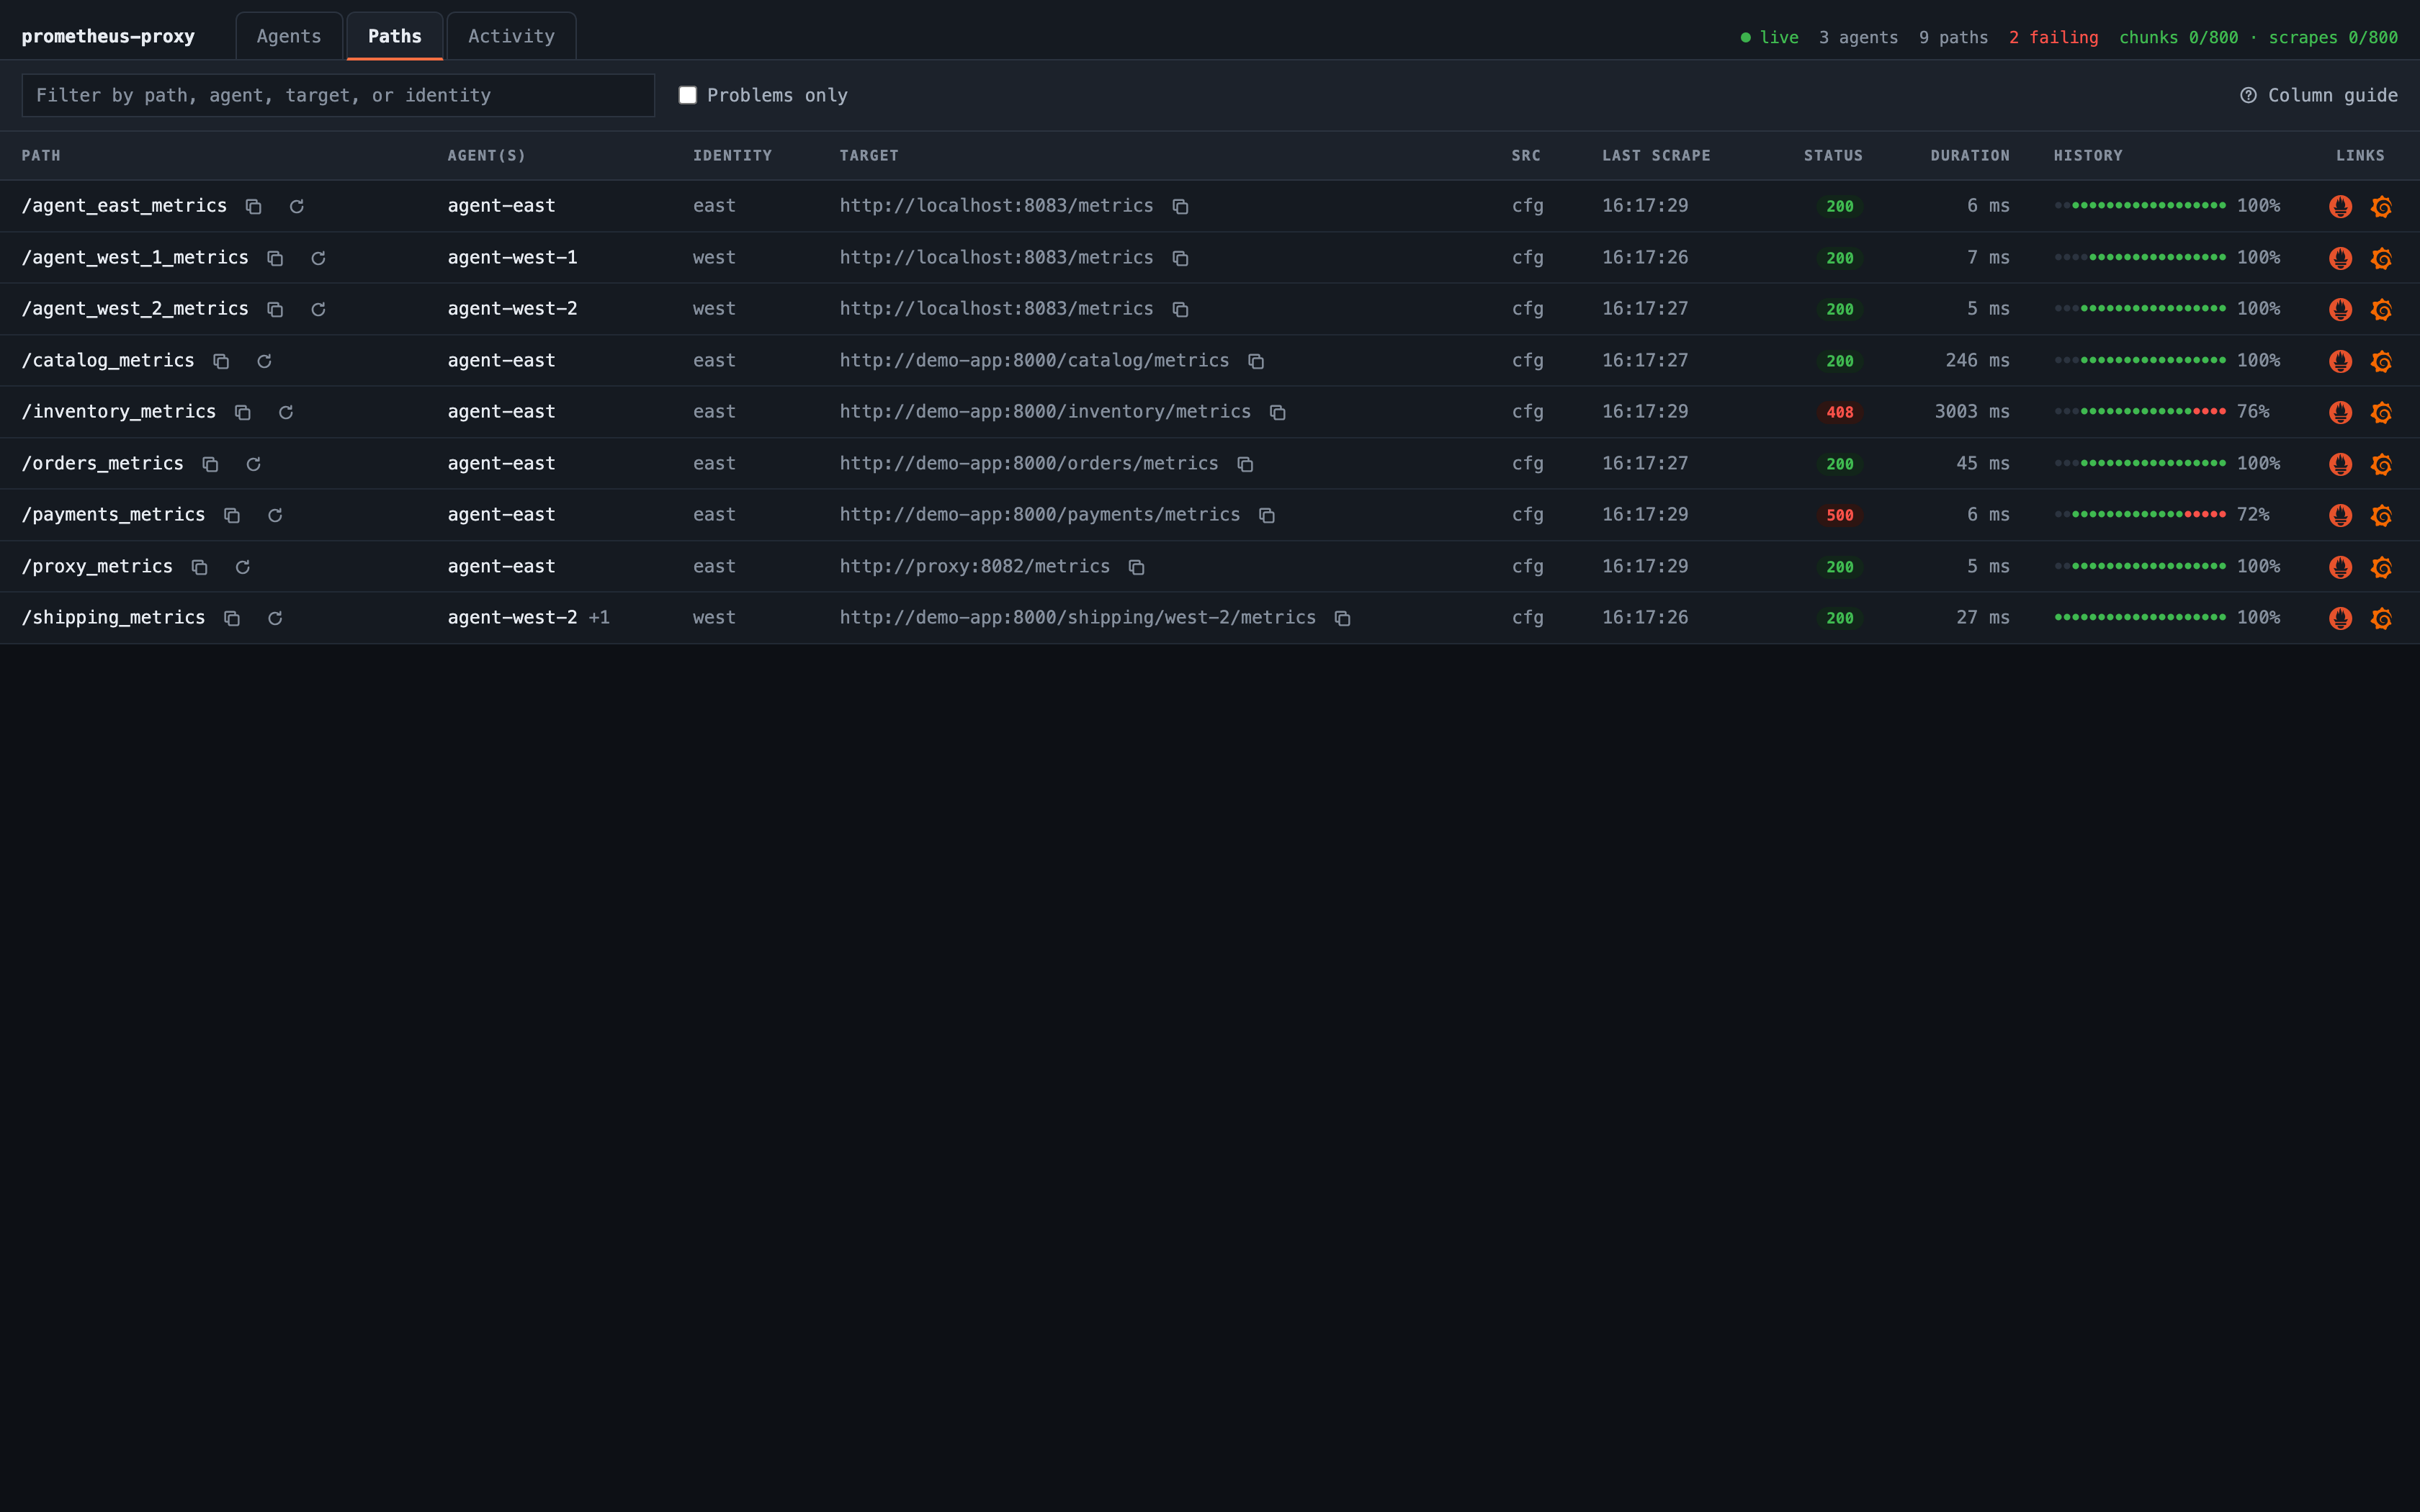 prometheus-proxy Agents Paths Activity live 3 agents 9 paths 2 failing chunks 0/800 · scrapes 0/800
Filter by path, agent, target, or identity Problems only Column guide
PATH AGENT(S) IDENTITY TARGET SRC LAST SCRAPE STATUS DURATION HISTORY LINKS
/agent_east_metrics agent-east east http://localhost:8083/metrics cfg 16:17:29 200 6 ms 100%
/agent_west_1_metrics agent-west-1 west http://localhost:8083/metrics cfg 16:17:26 200 7 ms 100%
/agent_west_2_metrics agent-west-2 west http://localhost:8083/metrics cfg 16:17:27 200 5 ms 100%
/catalog_metrics agent-east east http://demo-app:8000/catalog/metrics cfg 16:17:27 200 246 ms 100%
/inventory_metrics agent-east east http://demo-app:8000/inventory/metrics cfg 16:17:29 408 3003 ms 76%
/orders_metrics agent-east east http://demo-app:8000/orders/metrics cfg 16:17:27 200 45 ms 100%
/payments_metrics agent-east east http://demo-app:8000/payments/metrics cfg 16:17:29 500 6 ms 72%
/proxy_metrics agent-east east http://proxy:8082/metrics cfg 16:17:29 200 5 ms 100%
/shipping_metrics agent-west-2 +1 west http://demo-app:8000/shipping/west-2/metrics cfg 16:17:26 200 27 ms 100%